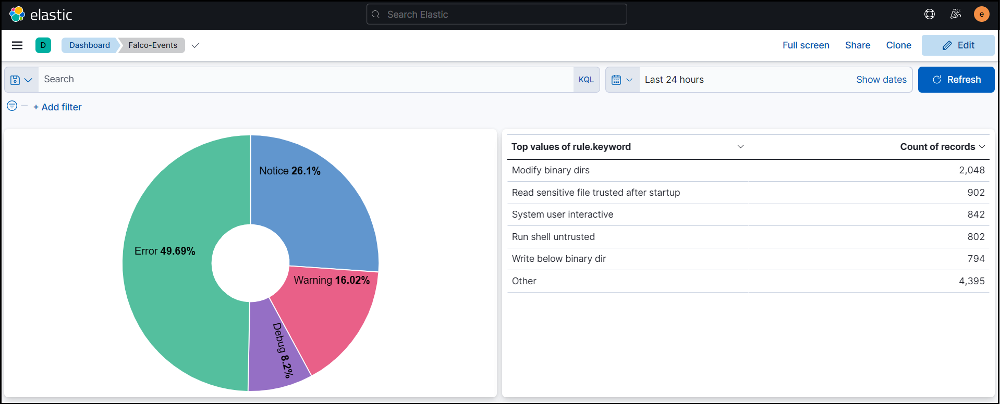 elastic
Search Elastic
e
D
Dashboard
Falco-Events
Full screen
Share
Clone
Edit
Search
KQL
Last 24 hours
Show dates
Refresh
+ Add filter
Notice 26.1%
Error 49.69%
Warning 16.02%
Debug 8.2%
Top values of rule.keyword Count of records
Modify binary dirs 2,048
Read sensitive file trusted after startup 902
System user interactive 842
Run shell untrusted 802
Write below binary dir 794
Other 4,395